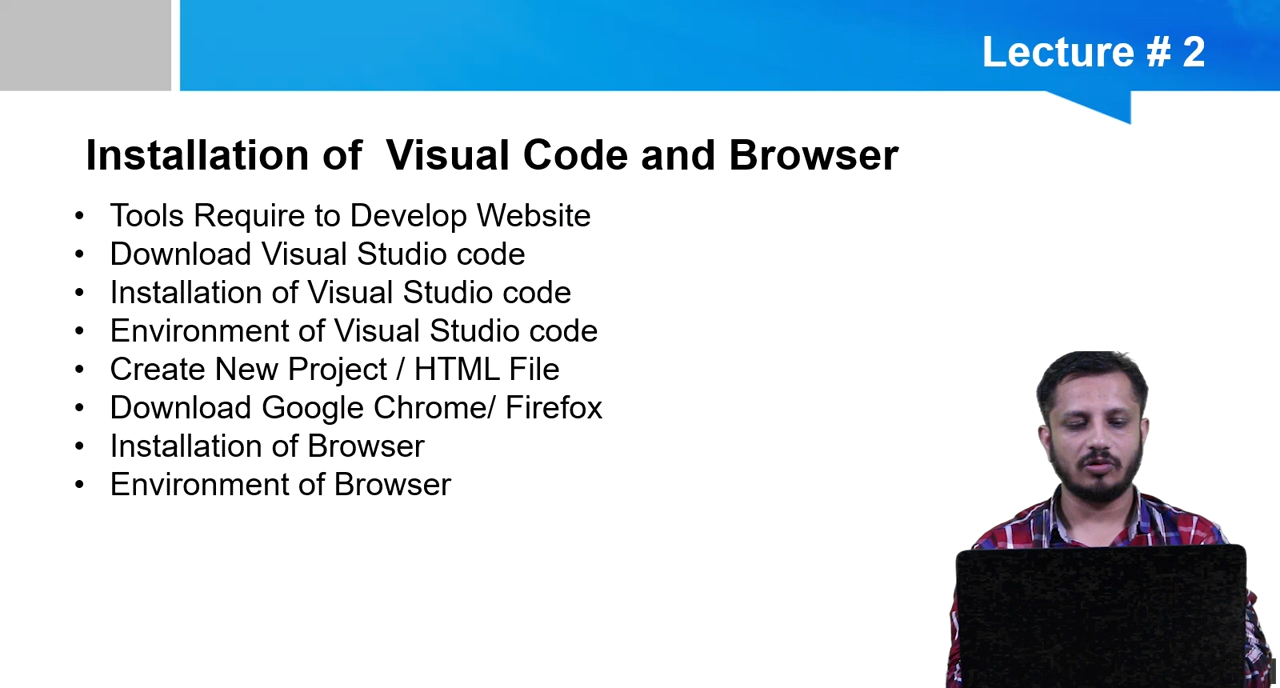 Lecture # 2
Installation of  Visual Code and Browser
• Tools Require to Develop Website
• Download Visual Studio code
• Installation of Visual Studio code
• Environment of Visual Studio code
• Create New Project / HTML File
• Download Google Chrome/ Firefox
• Installation of Browser
• Environment of Browser